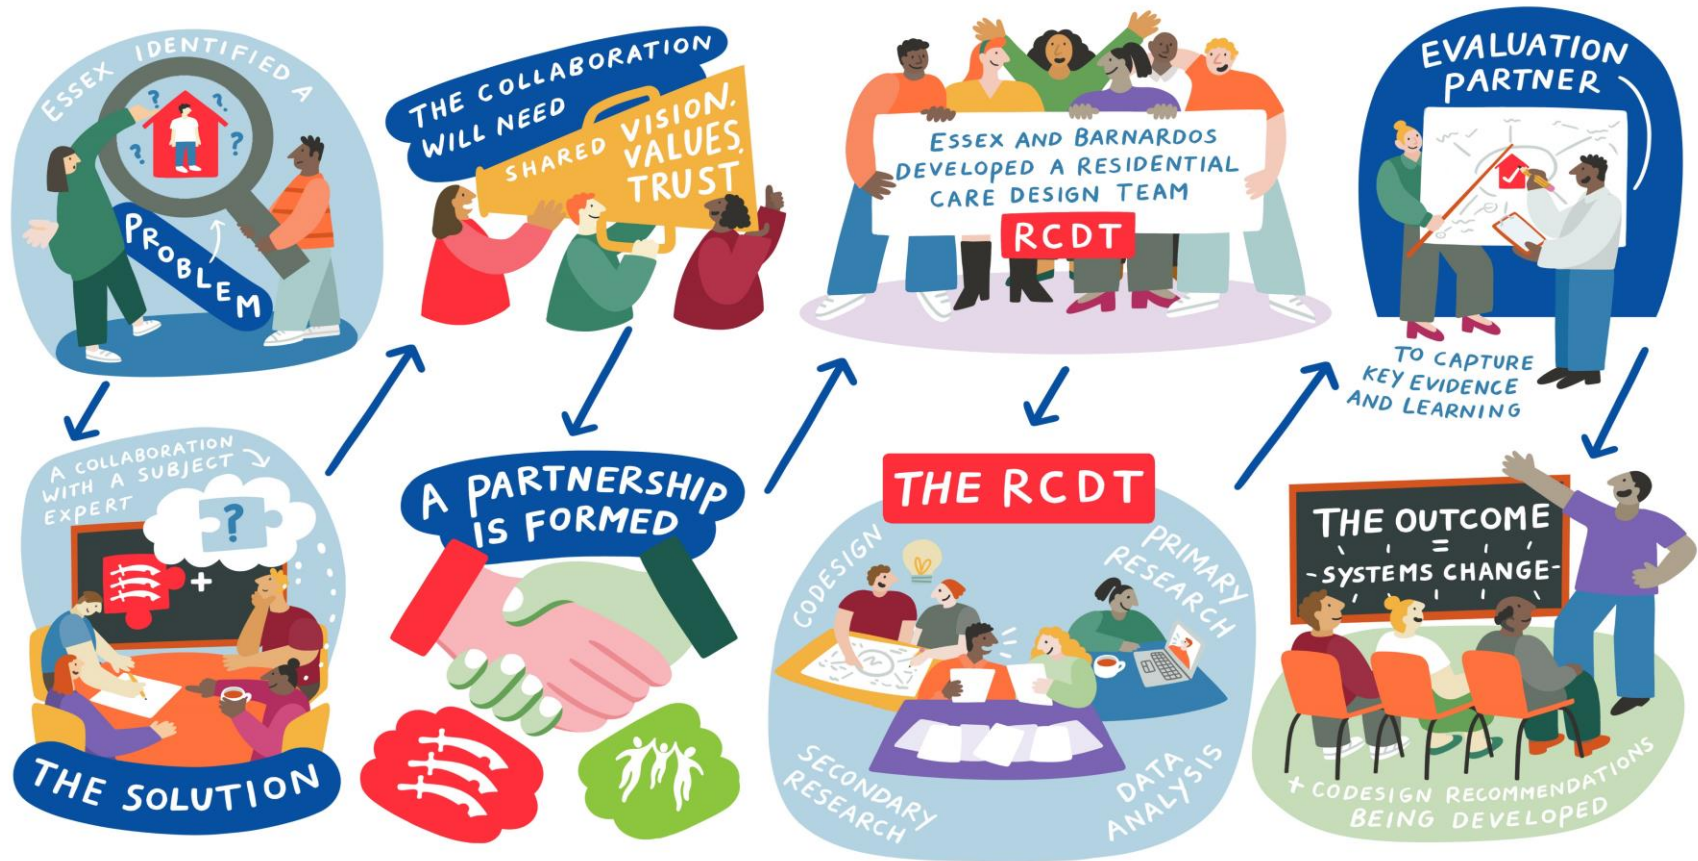 ESSEX IDENTIFIED A
PROBLEM
A COLLABORATION
WITH A SUBJECT
EXPERT
?
+
THE SOLUTION
THE COLLABORATION
WILL NEED
SHARED VISION,
VALUES,
TRUST
A PARTNERSHIP
IS FORMED
ESSEX AND BARNARDOS
DEVELOPED A RESIDENTIAL
CARE DESIGN TEAM
RCDT
THE RCDT
CODESIGN
PRIMARY
RESEARCH
SECONDARY
RESEARCH
DATA
ANALYSIS
EVALUATION
PARTNER
TO CAPTURE
KEY EVIDENCE
AND LEARNING
THE OUTCOME
=
-SYSTEMS CHANGE-
+ CODESIGN RECOMMENDATIONS
BEING DEVELOPED